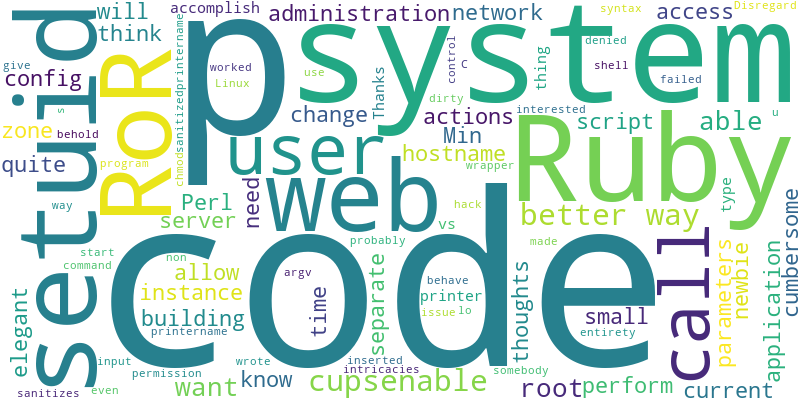 accomplish
will
administration
network
access
syntax
Disregard
think
give
config
zone
behold
quite
s
program
way
setuid
RoR
chmod
sanitizedprintername
p
system
worked
Linux
use
Thanks
control
C
dirty
thing
denied
shell
failed
interested
u
change
actions
Min
script
able
user
hostname
wrapper
Perl
server
need
web
hack
Ruby
type
better way
vs
probably
made
start
command
non
allow
instance
building
printername
argv
time
separate
code
behave
printer
issue
lo
thoughts
small
entirety
call
parameters
newbie
application
cumbersome
elegant
sanitizes
even
input
permission
want
wrote
know
inserted
intricacies
cupsenable
somebody
root
perform
current